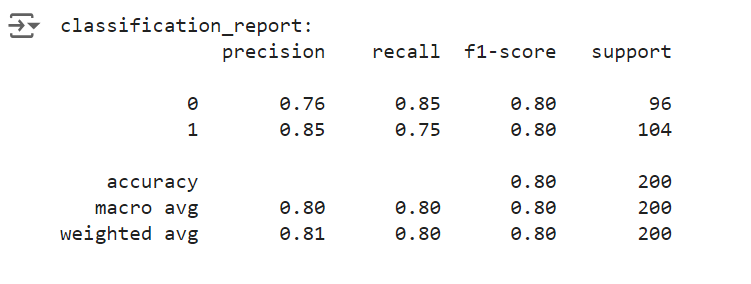 classification_report:
precision recall f1-score support
0 0.76 0.85 0.80 96
1 0.85 0.75 0.80 104
accuracy 0.80 200
macro avg 0.80 0.80 0.80 200
weighted avg 0.81 0.80 0.80 200